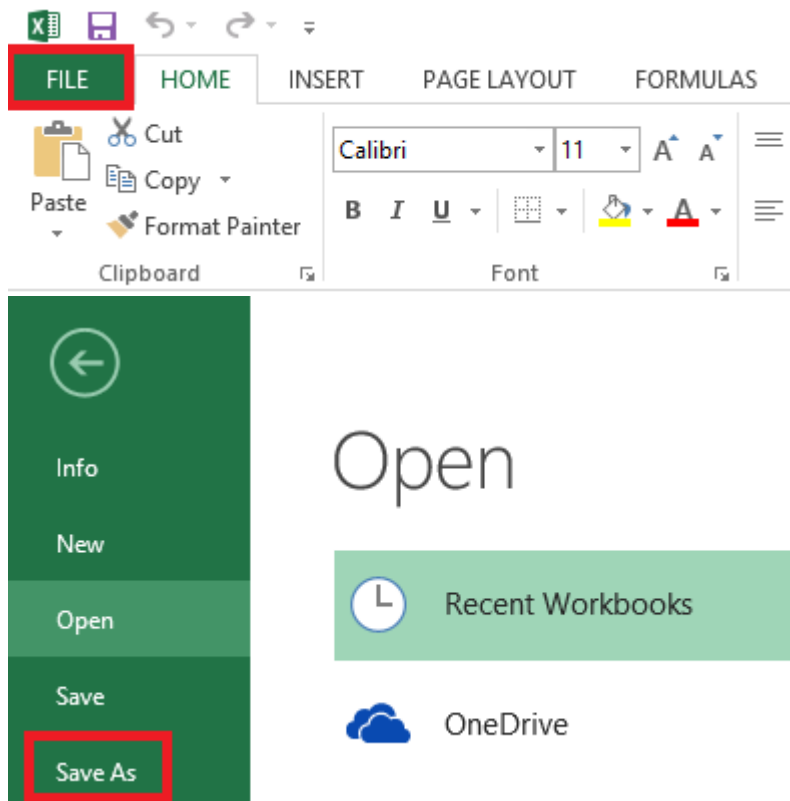 FILE HOME INSERT PAGE LAYOUT FORMULAS
Cut
Calibri 11 A A
Copy
Paste
B I U A
Format Painter
Clipboard Font
Open
Info
New
Recent Workbooks
Open
Save
OneDrive
Save As